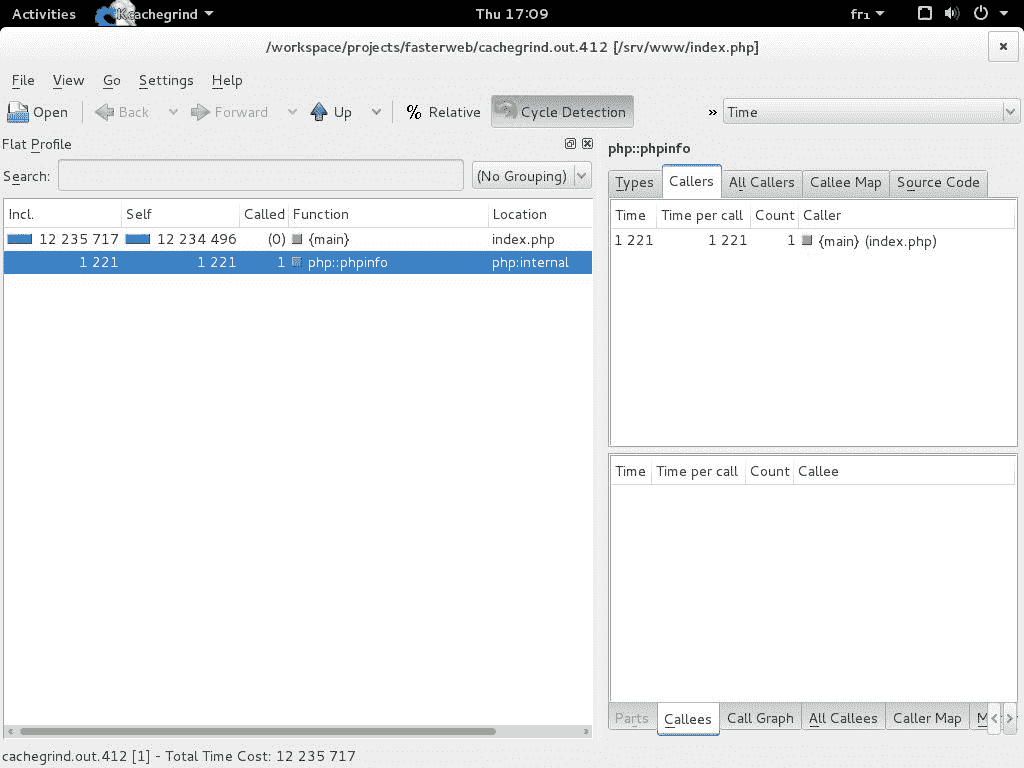 Activities Kcachegrind Thu 17:09 fr1
/workspace/projects/fasterweb/cachegrind.out.412 [/srv/www/index.php]
File View Go Settings Help
Open Back Forward Up % Relative Cycle Detection » Time
Flat Profile
php::phpinfo
Search: (No Grouping)
Types Callers All Callers Callee Map Source Code
Incl. Self Called Function Location
Time Time per call Count Caller
12 235 717 12 234 496 (0) {main} index.php
1 221 1 221 1 {main} (index.php)
1 221 1 221 1 php::phpinfo php:internal
Time Time per call Count Callee
Parts Callees Call Graph All Callees Caller Map M
cachegrind.out.412 [1] - Total Time Cost: 12 235 717